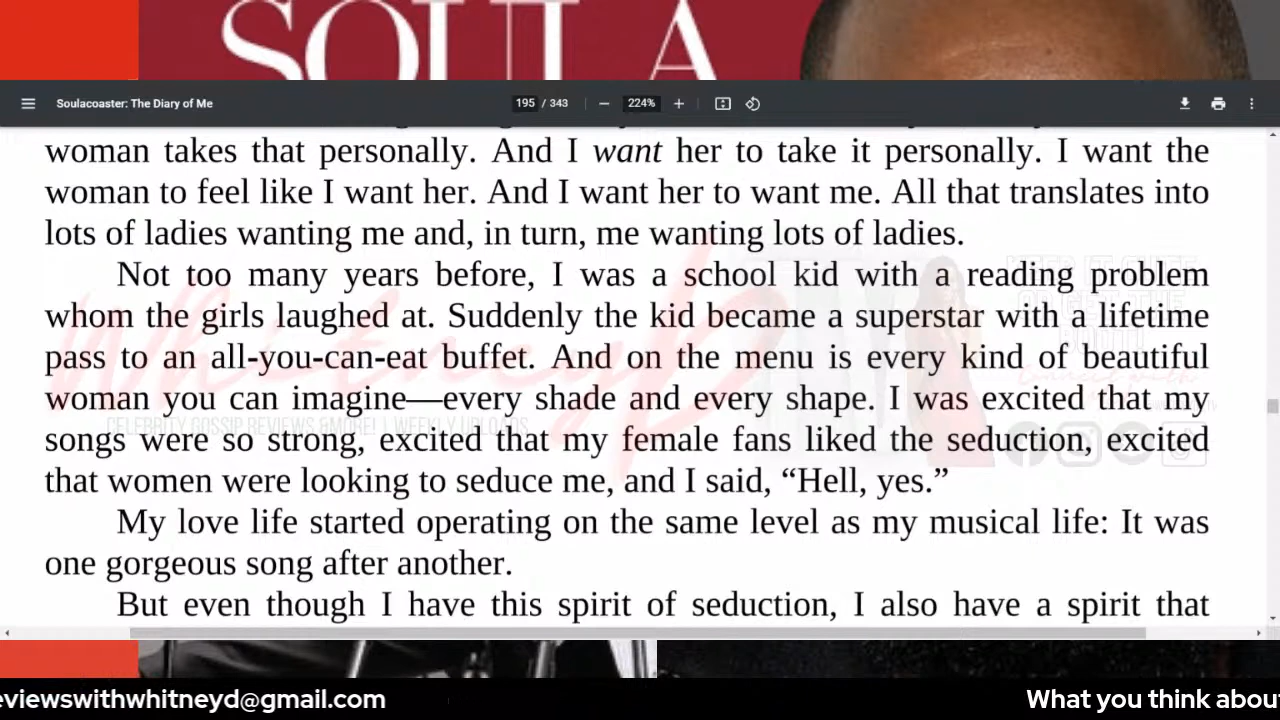 SOULA
Soulacoaster: The Diary of Me
195 / 343
224%
woman takes that personally. And I want her to take it personally. I want the
woman to feel like I want her. And I want her to want me. All that translates into
lots of ladies wanting me and, in turn, me wanting lots of ladies.
Not too many years before, I was a school kid with a reading problem
whom the girls laughed at. Suddenly the kid became a superstar with a lifetime
pass to an all-you-can-eat buffet. And on the menu is every kind of beautiful
woman you can imagine—every shade and every shape. I was excited that my
songs were so strong, excited that my female fans liked the seduction, excited
that women were looking to seduce me, and I said, “Hell, yes.”
My love life started operating on the same level as my musical life: It was
one gorgeous song after another.
But even though I have this spirit of seduction, I also have a spirit that
WhitneyD
CELEBRITY GOSSIP REVIEWS &MORE! | WEEKLY UPLOADS
eviewswithwhitneyd@gmail.com
What you think about